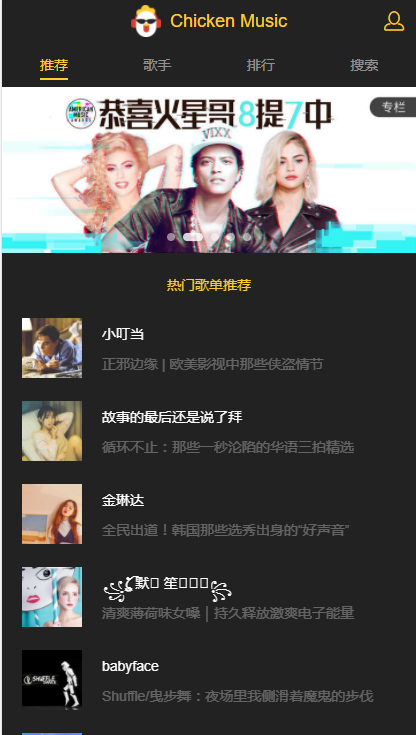 Chicken Music
推荐 歌手 排行 搜索
AMERICAN MUSIC AWARDS
恭喜火星哥8提7中
专栏
VIXX
热门歌单推荐
小叮当
正邪边缘 | 欧美影视中那些侠盗情节
故事的最后还是说了拜
循环不止：那些一秒沦陷的华语三拍精选
金琳达
全民出道！韩国那些选秀出身的“好声音”
默 笙
清爽薄荷味女嗓 | 持久释放激爽电子能量
SHUFFLE DANCE
babyface
Shuffle/曳步舞：夜场里我侧滑着魔鬼的步伐